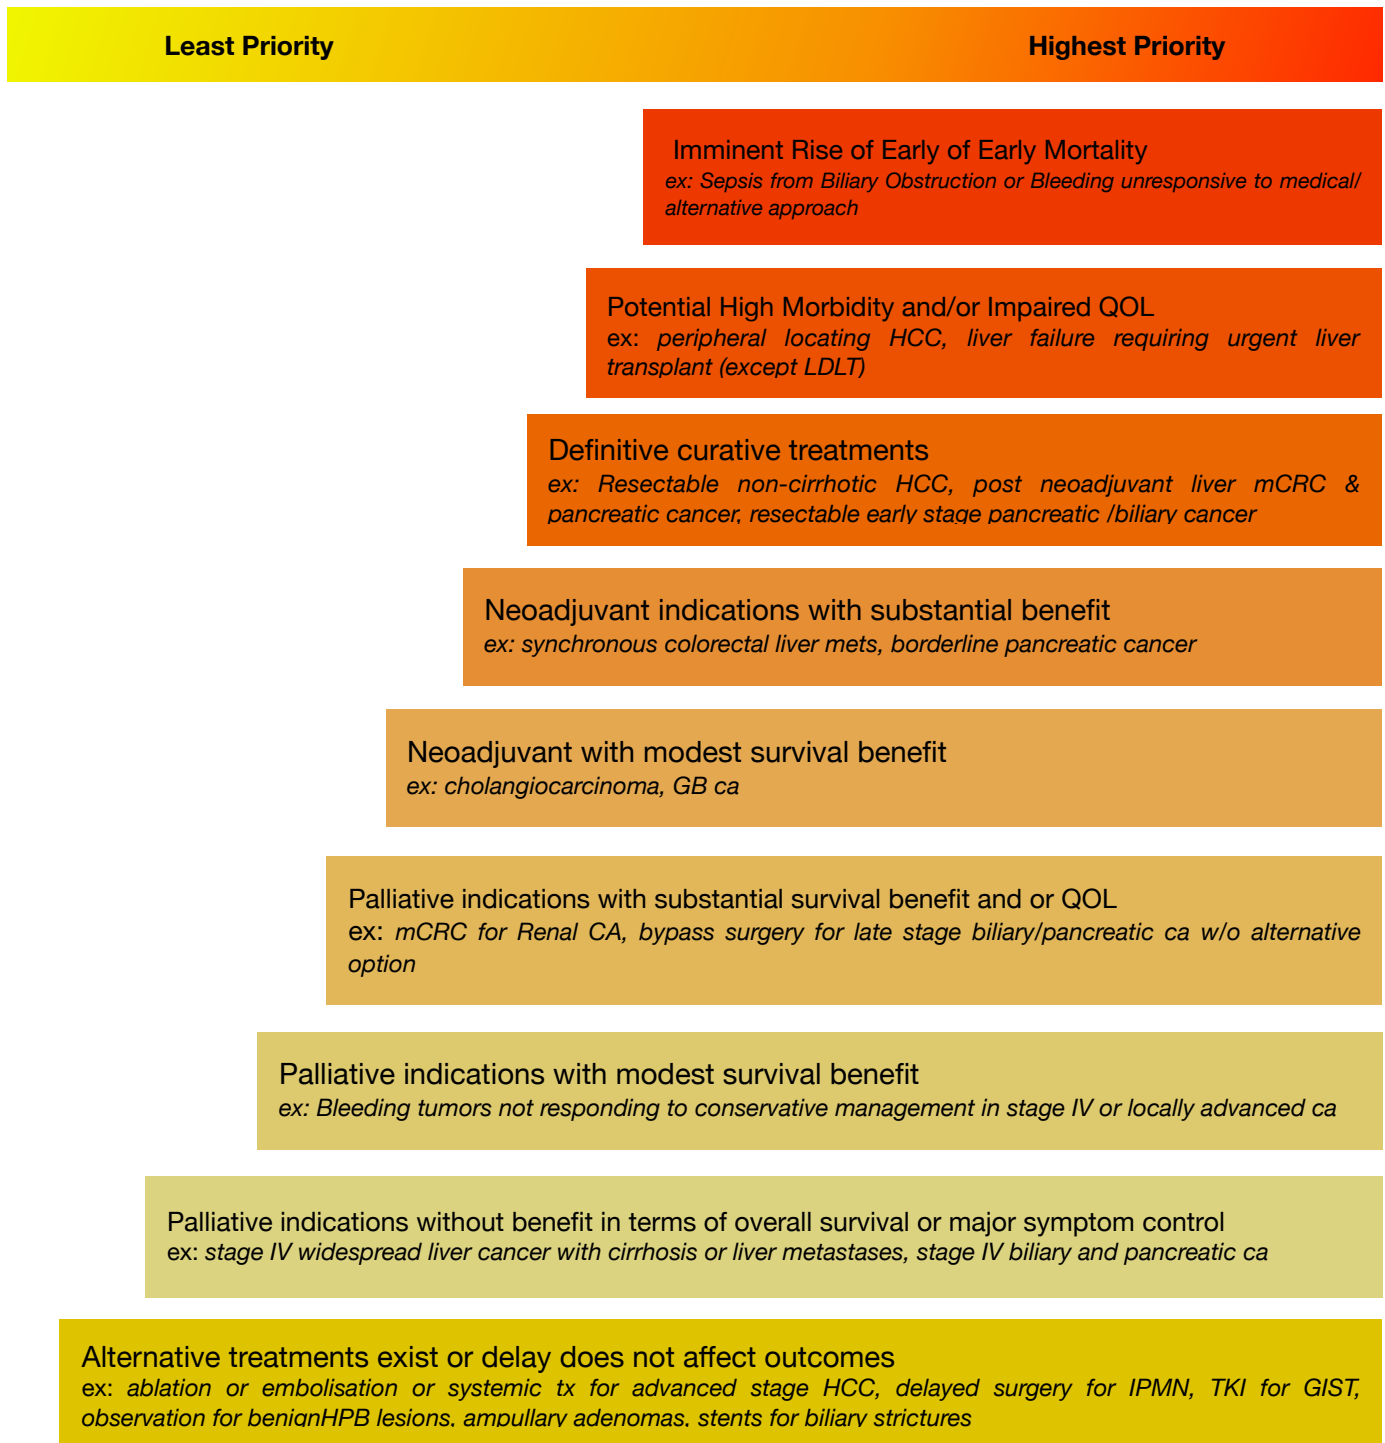 Least Priority Highest Priority
Imminent Rise of Early of Early Mortality
ex: Sepsis from Biliary Obstruction or Bleeding unresponsive to medical/
alternative approach
Potential High Morbidity and/or Impaired QOL
ex: peripheral locating HCC, liver failure requiring urgent liver
transplant (except LDLT)
Definitive curative treatments
ex: Resectable non-cirrhotic HCC, post neoadjuvant liver mCRC &
pancreatic cancer, resectable early stage pancreatic /biliary cancer
Neoadjuvant indications with substantial benefit
ex: synchronous colorectal liver mets, borderline pancreatic cancer
Neoadjuvant with modest survival benefit
ex: cholangiocarcinoma, GB ca
Palliative indications with substantial survival benefit and or QOL
ex: mCRC for Renal CA, bypass surgery for late stage biliary/pancreatic ca w/o alternative
option
Palliative indications with modest survival benefit
ex: Bleeding tumors not responding to conservative management in stage IV or locally advanced ca
Palliative indications without benefit in terms of overall survival or major symptom control
ex: stage IV widespread liver cancer with cirrhosis or liver metastases, stage IV biliary and pancreatic ca
Alternative treatments exist or delay does not affect outcomes
ex: ablation or embolisation or systemic tx for advanced stage HCC, delayed surgery for IPMN, TKI for GIST,
observation for benignHPB lesions, ampullary adenomas, stents for biliary strictures